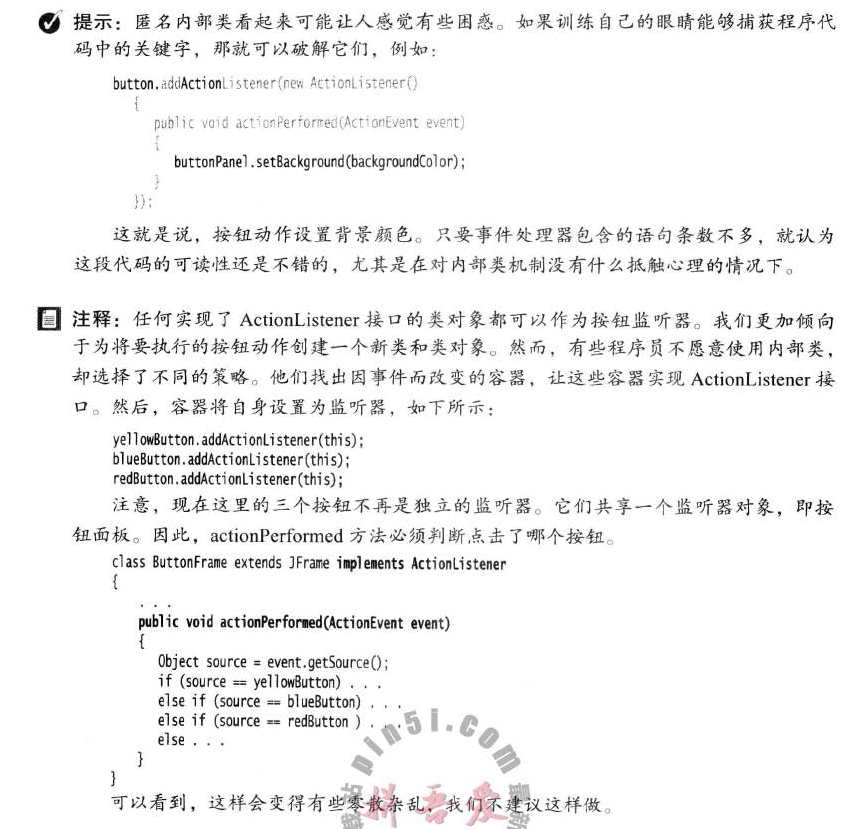 提示：匿名内部类看起来可能让人感觉有些困惑。如果训练自己的眼睛能够捕获程序代
码中的关键字，那就可以破解它们，例如：
button.addActionListener(new ActionListener()
{
public void actionPerformed(ActionEvent event)
{
buttonPanel.setBackground(backgroundColor);
}
});
这就是说，按钮动作设置背景颜色。只要事件处理器包含的语句条数不多，就认为
这段代码的可读性还是不错的，尤其是在对内部类机制没有什么抵触心理的情况下。
注释：任何实现了 ActionListener 接口的类对象都可以作为按钮监听器。我们更加倾向
于为将要执行的按钮动作创建一个新类和类对象。然而，有些程序员不愿意使用内部类，
却选择了不同的策略。他们找出因事件而改变的容器，让这些容器实现 ActionListener 接
口。然后，容器将自身设置为监听器，如下所示：
yellowButton.addActionListener(this);
blueButton.addActionListener(this);
redButton.addActionListener(this);
注意，现在这里的三个按钮不再是独立的监听器。它们共享一个监听器对象，即按
钮面板。因此，actionPerformed 方法必须判断点击了哪个按钮。
class ButtonFrame extends JFrame implements ActionListener
{
. . .
public void actionPerformed(ActionEvent event)
{
Object source = event.getSource();
if (source == yellowButton) . . .
else if (source == blueButton) . . .
else if (source == redButton ) . . .
else . . .
}
}
可以看到，这样会变得有些零散杂乱，我们不建议这样做。
pin5i.com
拼吾爱